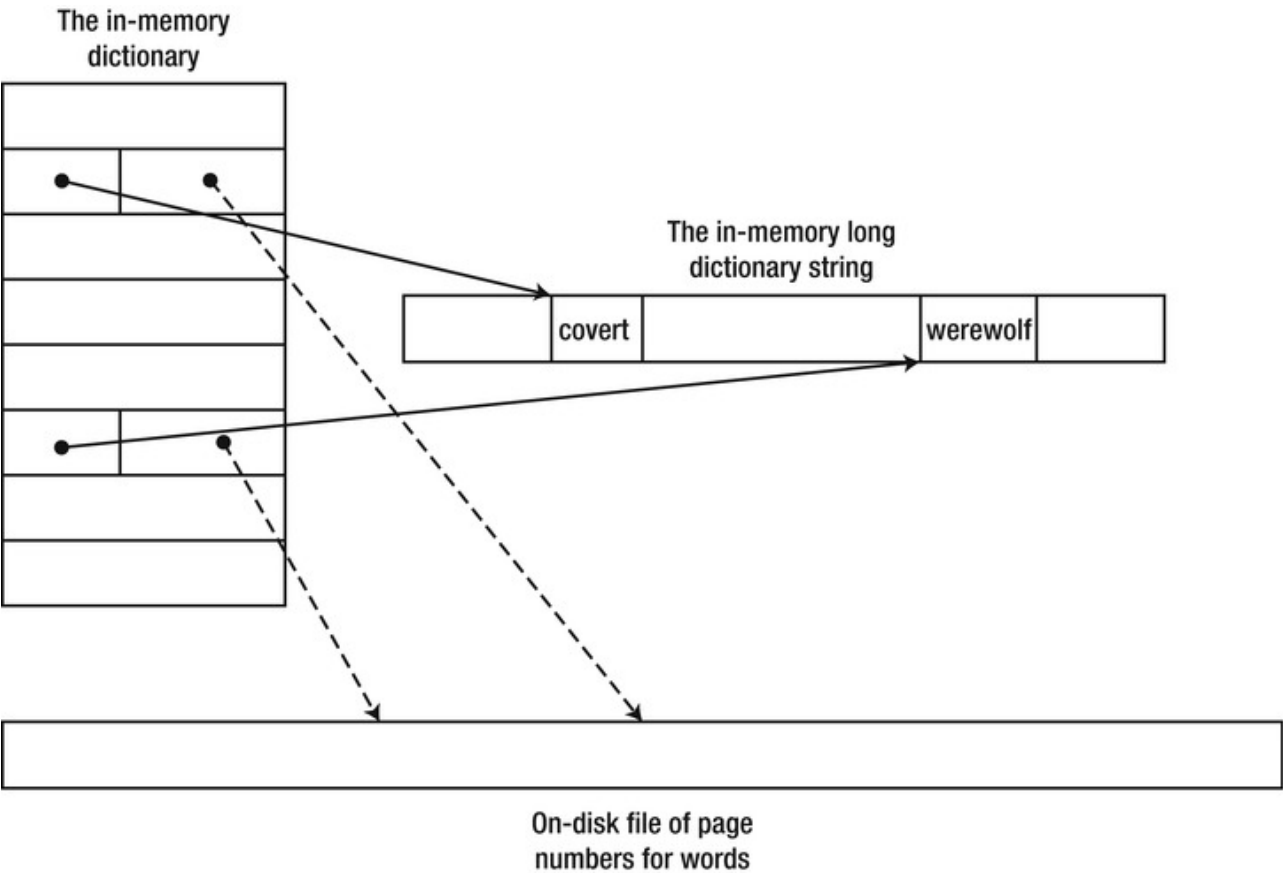 The in-memory
dictionary
The in-memory long
dictionary string
covert
werewolf
On-disk file of page
numbers for words